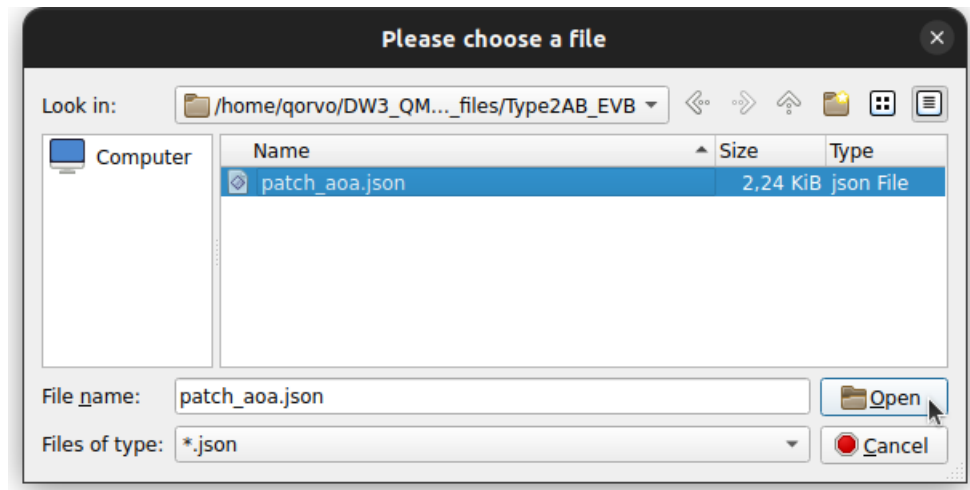 Please choose a file
Look in: /home/qorvo/DW3_QM..._files/Type2AB_EVB
Computer
Name Size Type
patch_aoa.json 2,24 KiB json File
File name: patch_aoa.json Open
Files of type: *.json Cancel